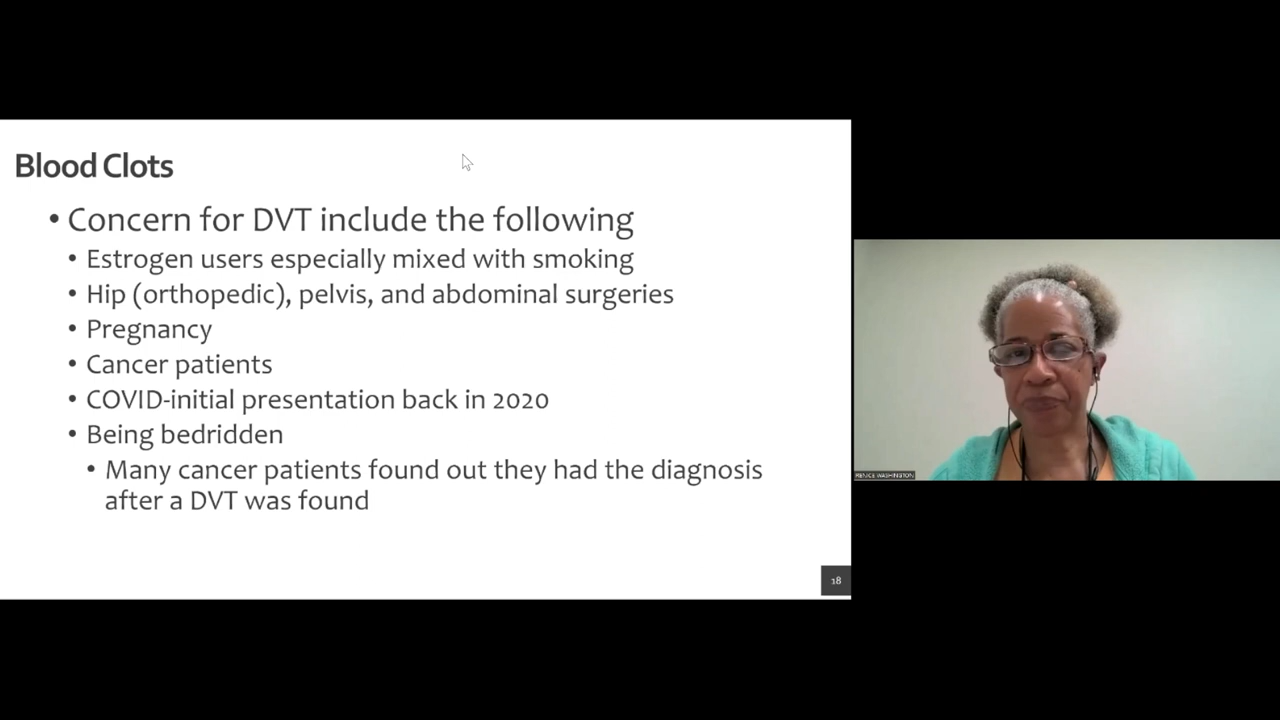 Blood Clots
• Concern for DVT include the following
• Estrogen users especially mixed with smoking
• Hip (orthopedic), pelvis, and abdominal surgeries
• Pregnancy
• Cancer patients
• COVID-initial presentation back in 2020
• Being bedridden
• Many cancer patients found out they had the diagnosis
after a DVT was found
18
RENICE WASHINGTON